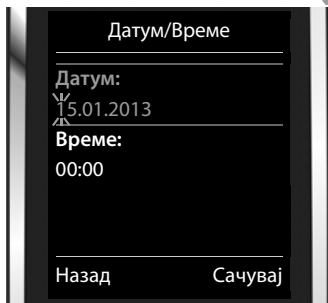 Датум/Време
Датум:
15.01.2013
Време:
00:00
Назад Сачувај